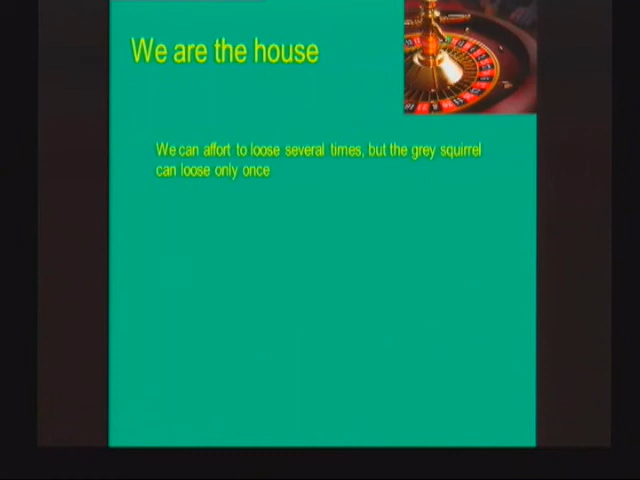 We are the house
We can affort to loose several times, but the grey squirrel
can loose only once